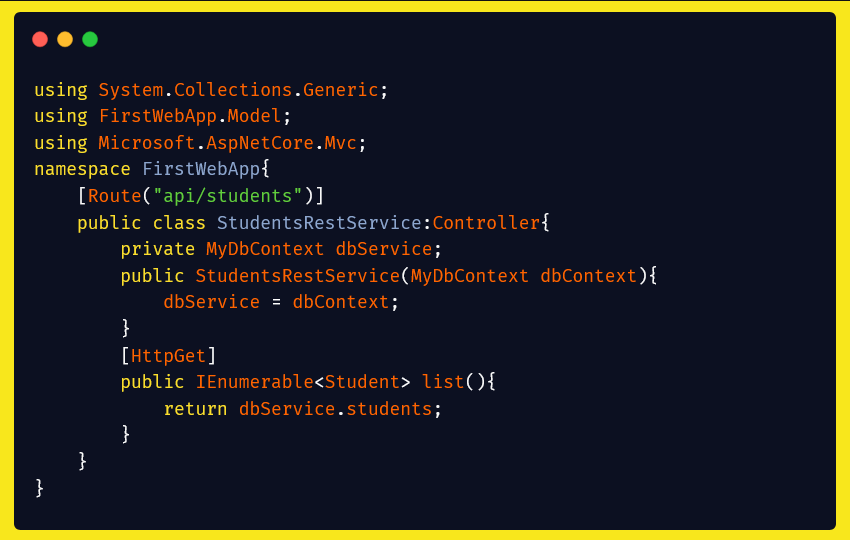 using System.Collections.Generic;
using FirstWebApp.Model;
using Microsoft.AspNetCore.Mvc;
namespace FirstWebApp{
    [Route("api/students")]
    public class StudentsRestService:Controller{
        private MyDbContext dbService;
        public StudentsRestService(MyDbContext dbContext){
            dbService = dbContext;
        }
        [HttpGet]
        public IEnumerable<Student> list(){
            return dbService.students;
        }
    }
}